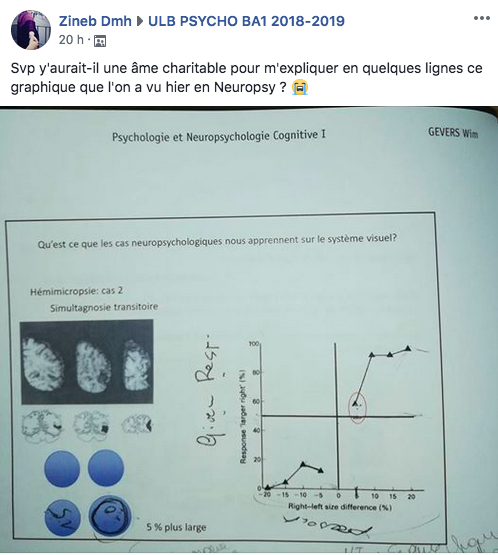 Zineb Dmh ▶ ULB PSYCHO BA1 2018-2019
20 h ·
Svp y'aurait-il une âme charitable pour m'expliquer en quelques lignes ce
graphique que l'on a vu hier en Neuropsy ? 😭
Psychologie et Neuropsychologie Cognitive I
GEVERS Wim
Qu'est ce que les cas neuropsychologiques nous apprennent sur le système visuel?
Hémimicropsie: cas 2
Simultagnosie transitoire
5 % plus large
Given Resp.
Response 'larger right' (%)
100
80
60
40
20
0
-20 -15 -10 -5 0 5 10 15 20
Right-left size difference (%)